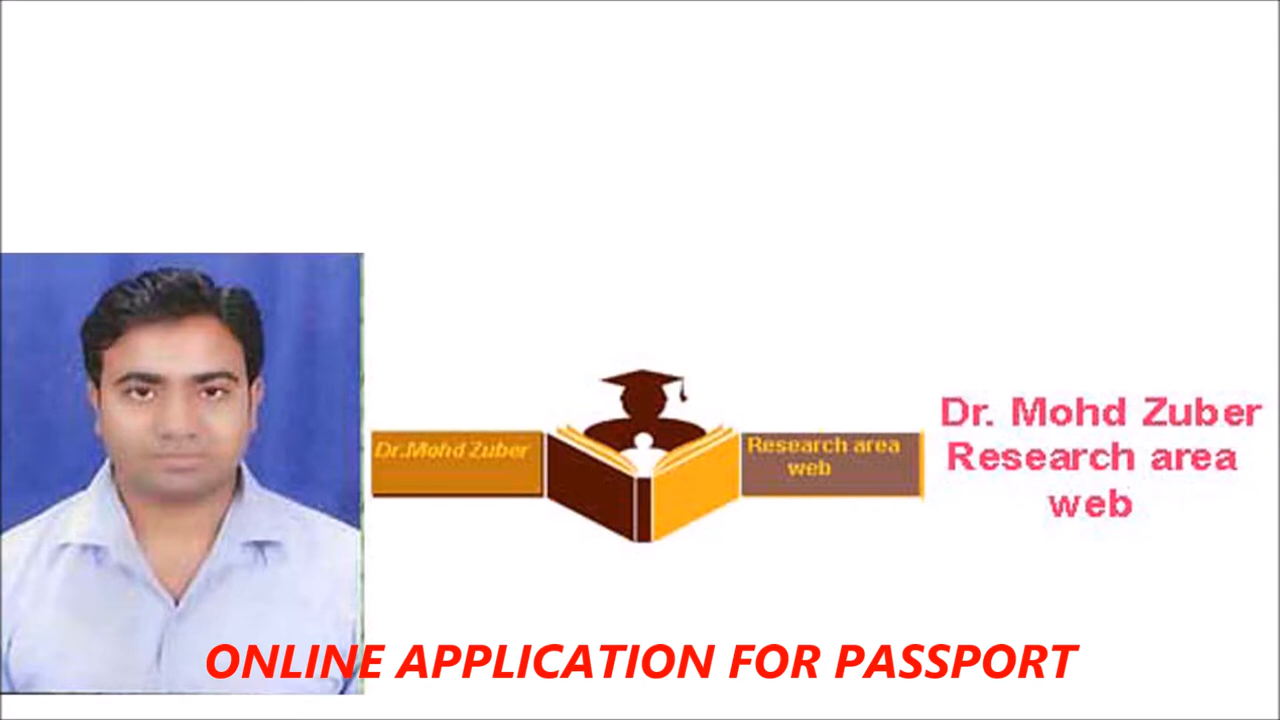 Dr.Mohd Zuber
Research area
web
Dr. Mohd Zuber
Research area
web
ONLINE APPLICATION FOR PASSPORT